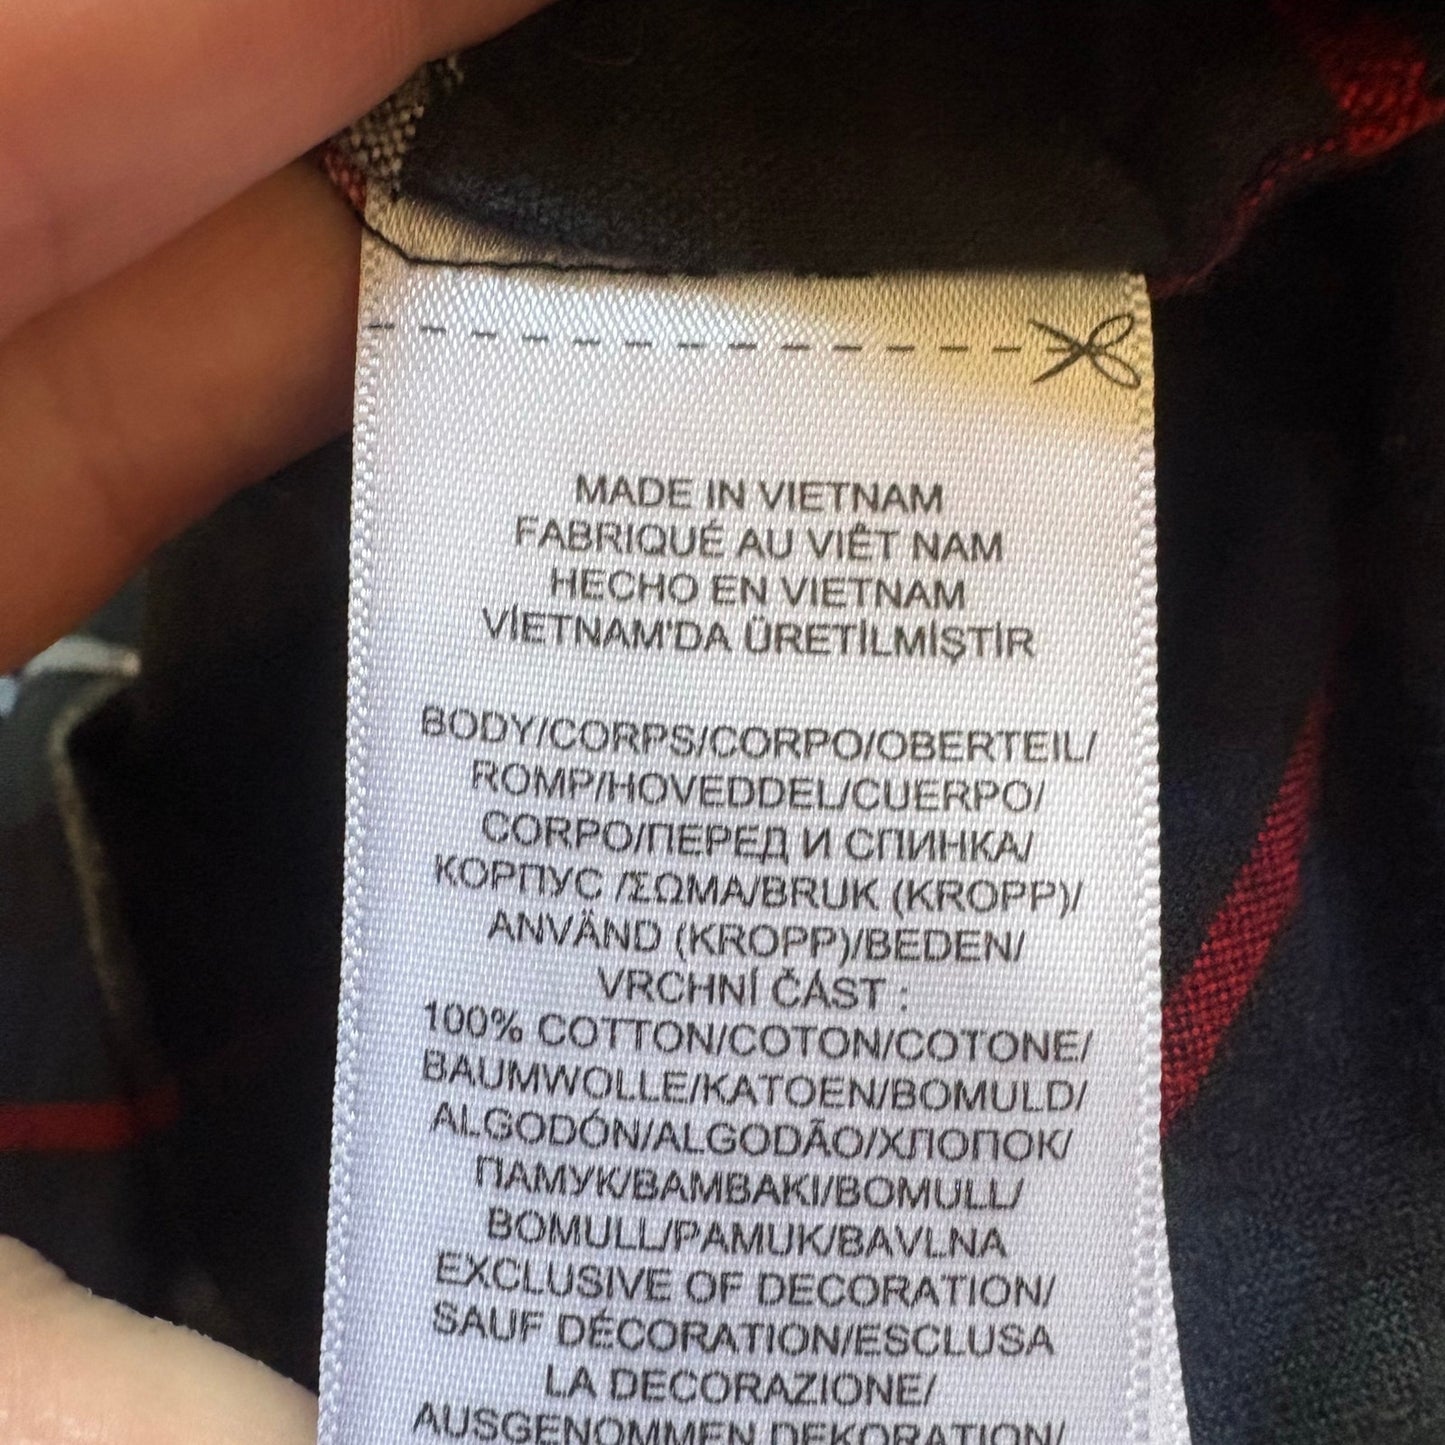 MADE IN VIETNAM
FABRIQUÉ AU VIÊT NAM
HECHO EN VIETNAM
VİETNAM'DA ÜRETİLMİŞTİR
BODY/CORPS/CORPO/OBERTEIL/
ROMP/HOVEDDEL/CUERPO/
CORPO/ПЕРЕД И СПИНКА/
КОРПУС /ΣΩΜΑ/BRUK (KROPP)/
ANVÄND (KROPP)/BEDEN/
VRCHNÍ ČÁST :
100% COTTON/COTON/COTONE/
BAUMWOLLE/KATOEN/BOMULD/
ALGODÓN/ALGODÃO/ХЛОПОК/
ПАМУК/BAMBAKI/BOMULL/
BOMULL/PAMUK/BAVLNA
EXCLUSIVE OF DECORATION/
SAUF DÉCORATION/ESCLUSA
LA DECORAZIONE/
AUSGENOMMEN DEKORATION/